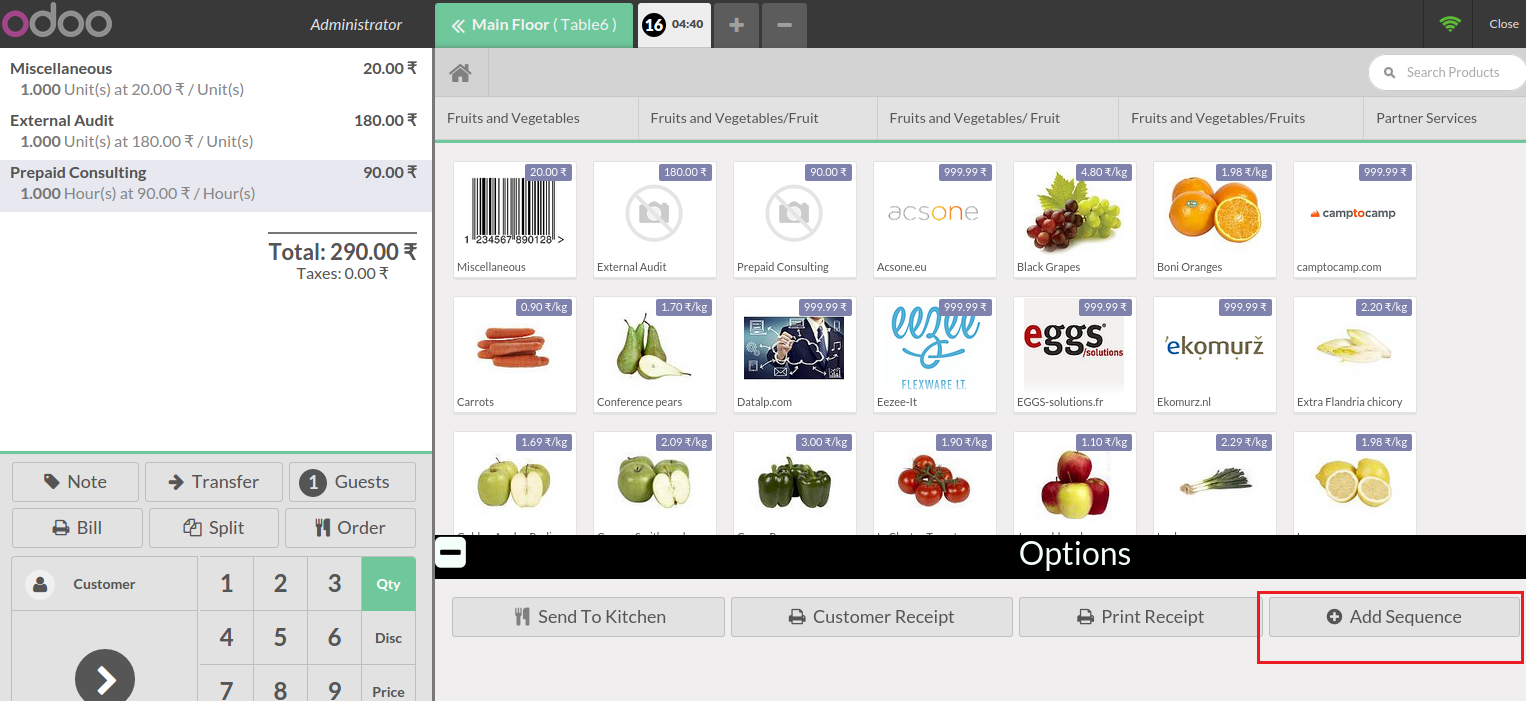 odoo
Administrator
Main Floor ( Table6 )
16 04:40
Close
Miscellaneous 20.00 ₹
1.000 Unit(s) at 20.00 ₹ / Unit(s)
External Audit 180.00 ₹
1.000 Unit(s) at 180.00 ₹ / Unit(s)
Prepaid Consulting 90.00 ₹
1.000 Hour(s) at 90.00 ₹ / Hour(s)
Total: 290.00 ₹
Taxes: 0.00 ₹
Search Products
Fruits and Vegetables
Fruits and Vegetables/Fruit
Fruits and Vegetables/ Fruit
Fruits and Vegetables/Fruits
Partner Services
20.00 ₹
1 234567 890128 >
Miscellaneous
180.00 ₹
External Audit
90.00 ₹
Prepaid Consulting
999.99 ₹
acsone
Acsone.eu
4.80 ₹/kg
Black Grapes
1.98 ₹/kg
Boni Oranges
999.99 ₹
camptocamp
camptocamp.com
0.90 ₹/kg
Carrots
1.70 ₹/kg
Conference pears
999.99 ₹
Datalp.com
999.99 ₹
eezee
FLEXWARE I.T.
Eezee-It
999.99 ₹
eggs
/solutions
EGGS-solutions.fr
999.99 ₹
'ekomurž
Ekomurz.nl
2.20 ₹/kg
Extra Flandria chicory
1.69 ₹/kg
2.09 ₹/kg
3.00 ₹/kg
1.90 ₹/kg
1.10 ₹/kg
2.29 ₹/kg
1.98 ₹/kg
Note
Transfer
1 Guests
Bill
Split
Order
Customer
1 2 3 Qty
4 5 6 Disc
7 8 9 Price
Options
Send To Kitchen
Customer Receipt
Print Receipt
Add Sequence